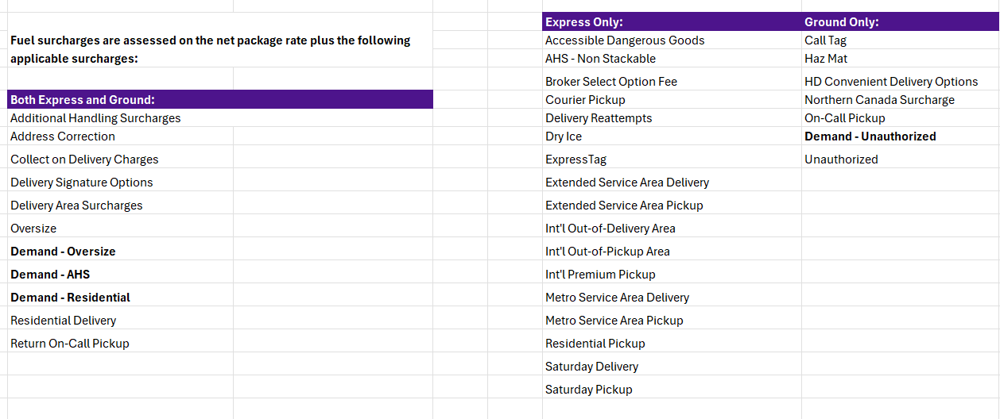 Fuel surcharges are assessed on the net package rate plus the following
applicable surcharges:
Both Express and Ground:
Additional Handling Surcharges
Address Correction
Collect on Delivery Charges
Delivery Signature Options
Delivery Area Surcharges
Oversize
Demand - Oversize
Demand - AHS
Demand - Residential
Residential Delivery
Return On-Call Pickup
Express Only:
Accessible Dangerous Goods
AHS - Non Stackable
Broker Select Option Fee
Courier Pickup
Delivery Reattempts
Dry Ice
ExpressTag
Extended Service Area Delivery
Extended Service Area Pickup
Int'l Out-of-Delivery Area
Int'l Out-of-Pickup Area
Int'l Premium Pickup
Metro Service Area Delivery
Metro Service Area Pickup
Residential Pickup
Saturday Delivery
Saturday Pickup
Ground Only:
Call Tag
Haz Mat
HD Convenient Delivery Options
Northern Canada Surcharge
On-Call Pickup
Demand - Unauthorized
Unauthorized